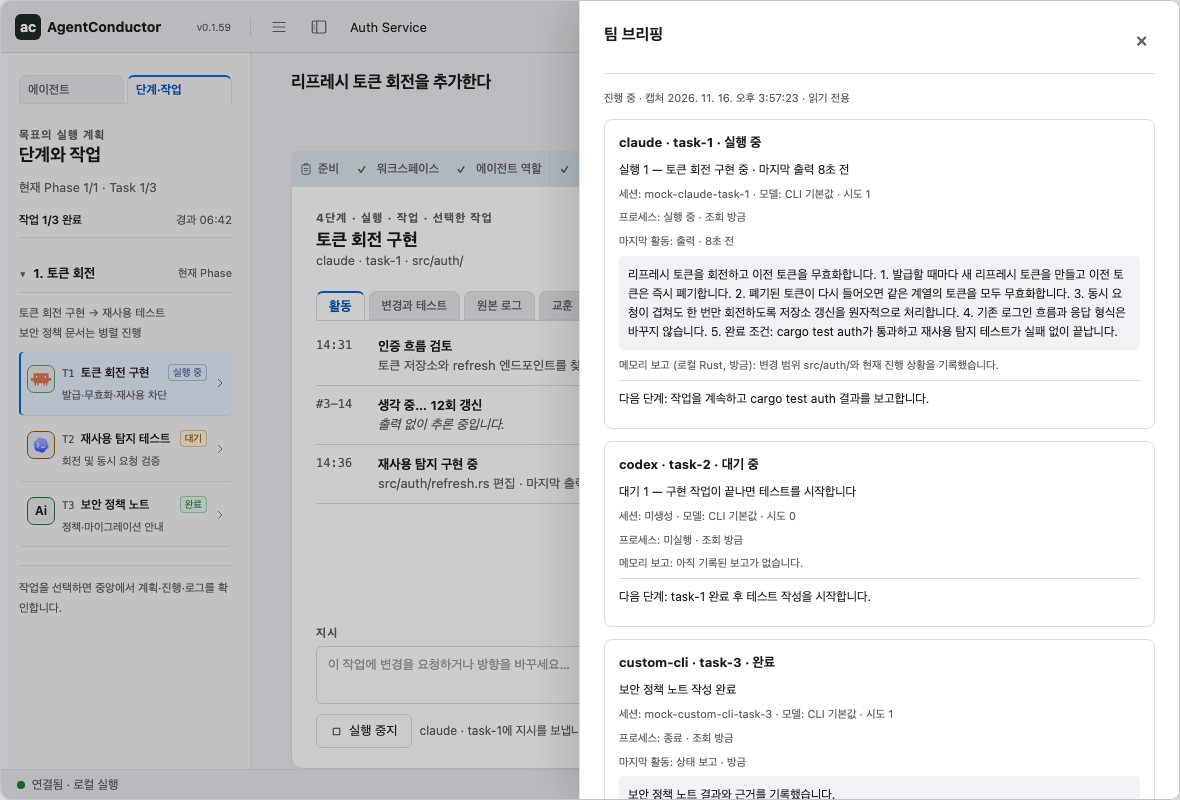 ac AgentConductor v0.1.59 Auth Service
에이전트 단계·작업
목표의 실행 계획
단계와 작업
현재 Phase 1/1 · Task 1/3
작업 1/3 완료 경과 06:42
▾ 1. 토큰 회전 현재 Phase
토큰 회전 구현 → 재사용 테스트
보안 정책 문서는 병렬 진행
T1 토큰 회전 구현 실행 중
발급·무효화·재사용 차단
T2 재사용 탐지 테스트 대기
회전 및 동시 요청 검증
Ai T3 보안 정책 노트 완료
정책·마이그레이션 안내
작업을 선택하면 중앙에서 계획·진행·로그를 확
인합니다.
연결됨 · 로컬 실행
리프레시 토큰 회전을 추가한다
준비 ✓ 워크스페이스 ✓ 에이전트 역할 ✓
4단계 · 실행 · 작업 · 선택한 작업
토큰 회전 구현
claude · task-1 · src/auth/
활동 변경과 테스트 원본 로그 교훈
14:31 인증 흐름 검토
토큰 저장소와 refresh 엔드포인트를
#3–14 생각 중... 12회 갱신
출력 없이 추론 중입니다.
14:36 재사용 탐지 구현 중
src/auth/refresh.rs 편집 · 마지막
지시
이 작업에 변경을 요청하거나 방향을 바꾸세요...
실행 중지 claude · task-1에 지시를
팀 브리핑
×
진행 중 · 캡처 2026. 11. 16. 오후 3:57:23 · 읽기 전용
claude · task-1 · 실행 중
실행 1 — 토큰 회전 구현 중 · 마지막 출력 8초 전
세션: mock-claude-task-1 · 모델: CLI 기본값 · 시도 1
프로세스: 실행 중 · 조회 방금
마지막 활동: 출력 · 8초 전
리프레시 토큰을 회전하고 이전 토큰을 무효화합니다. 1. 발급할 때마다 새 리프레시 토큰을 만들고 이전 토
큰은 즉시 폐기합니다. 2. 폐기된 토큰이 다시 들어오면 같은 계열의 토큰을 모두 무효화합니다. 3. 동시 요
청이 겹쳐도 한 번만 회전하도록 저장소 갱신을 원자적으로 처리합니다. 4. 기존 로그인 흐름과 응답 형식은
바꾸지 않습니다. 5. 완료 조건: cargo test auth가 통과하고 재사용 탐지 테스트가 실패 없이 끝납니다.
메모리 보고 (로컬 Rust, 방금): 변경 범위 src/auth/와 현재 진행 상황을 기록했습니다.
다음 단계: 작업을 계속하고 cargo test auth 결과를 보고합니다.
codex · task-2 · 대기 중
대기 1 — 구현 작업이 끝나면 테스트를 시작합니다
세션: 미생성 · 모델: CLI 기본값 · 시도 0
프로세스: 미실행 · 조회 방금
메모리 보고: 아직 기록된 보고가 없습니다.
다음 단계: task-1 완료 후 테스트 작성을 시작합니다.
custom-cli · task-3 · 완료
보안 정책 노트 작성 완료
세션: mock-custom-cli-task-3 · 모델: CLI 기본값 · 시도 1
프로세스: 종료 · 조회 방금
마지막 활동: 상태 보고 · 방금
보안 정책 노트 결과와 근거를 기록했습니다.